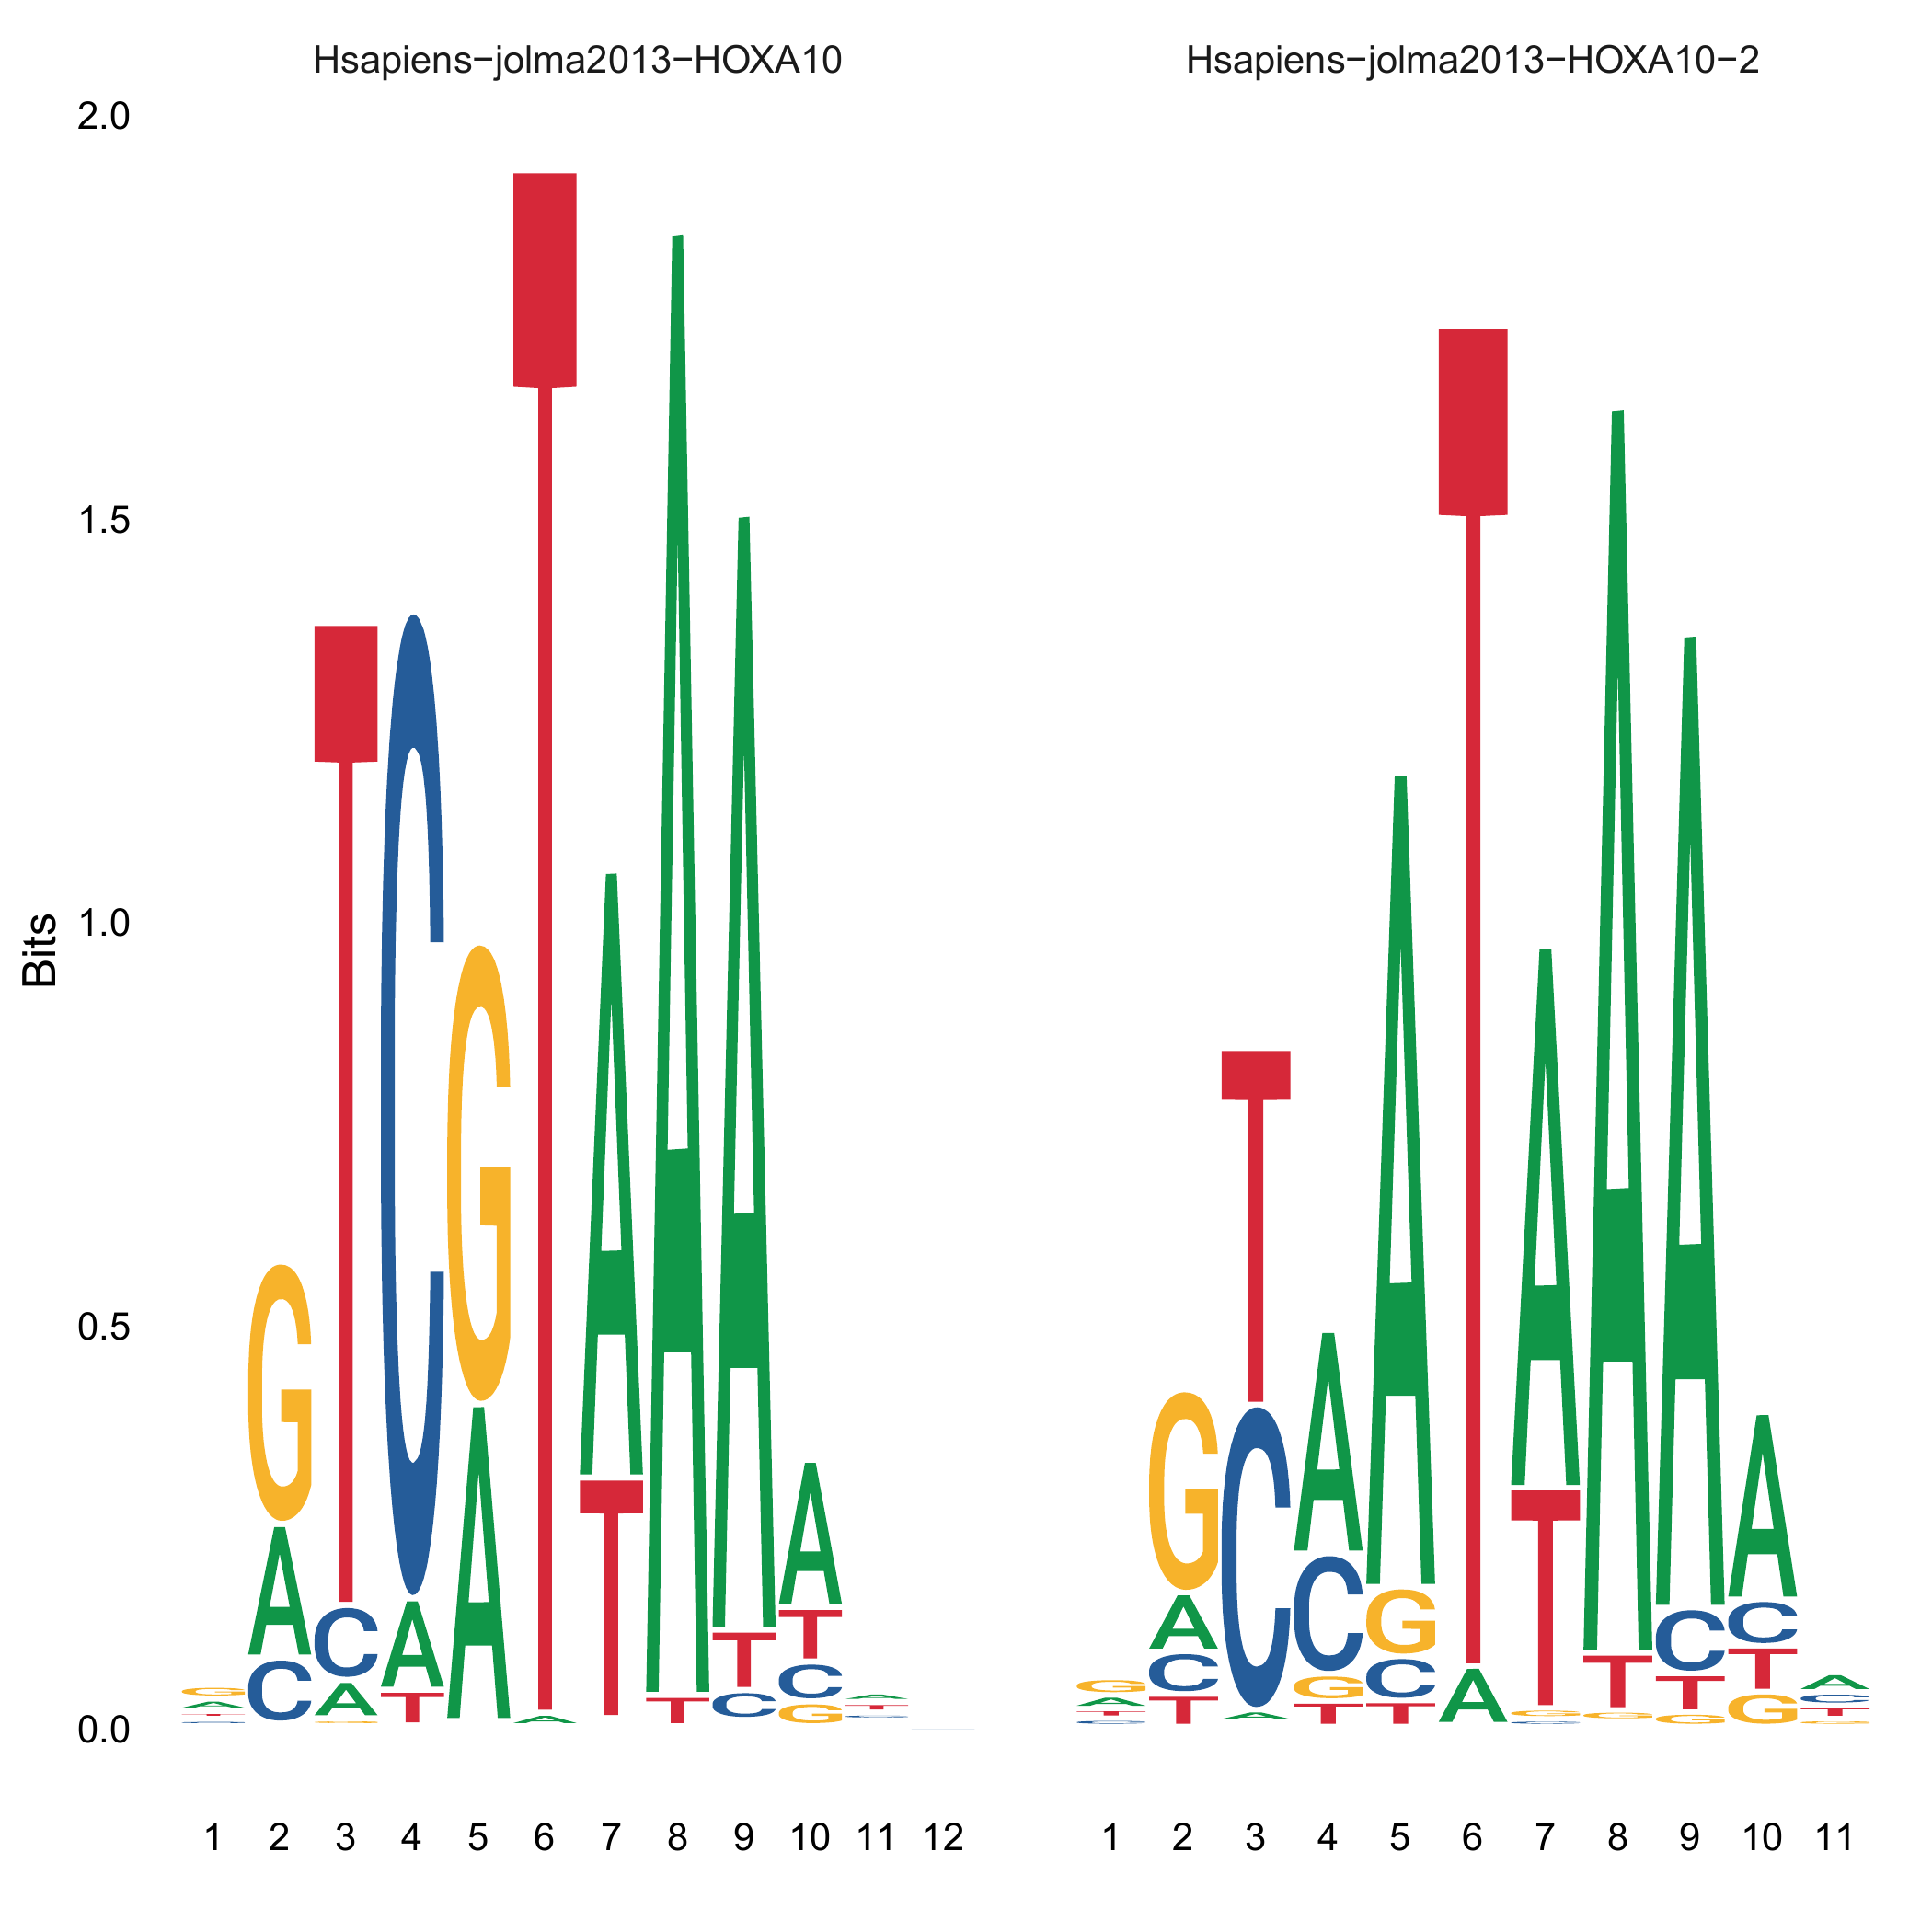 Hsapiens−jolma2013−HOXA10 Hsapiens−jolma2013−HOXA10−2
2.0
1.5
1.0
0.5
0.0
Bits
G A T C
G A C
T C A G
C A T
G A
T A
A T
A T
A T C
A T C G
A T C
G A T C
G A C T
T C A
A C G T
A G C T
T A
A T G C
A T G
A C T G
A C T G
A C T G
1 2 3 4 5 6 7 8 9 10 11 12 1 2 3 4 5 6 7 8 9 10 11